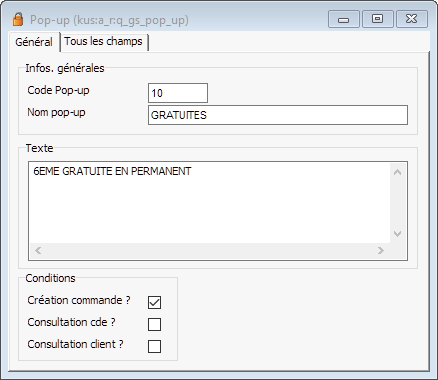 Pop-up (kus:a_r:q_gs_pop_up)
Général Tous les champs
Infos. générales
Code Pop-up 10
Nom pop-up GRATUITES
Texte
6EME GRATUITE EN PERMANENT
Conditions
Création commande ?
Consultation cde ?
Consultation client ?